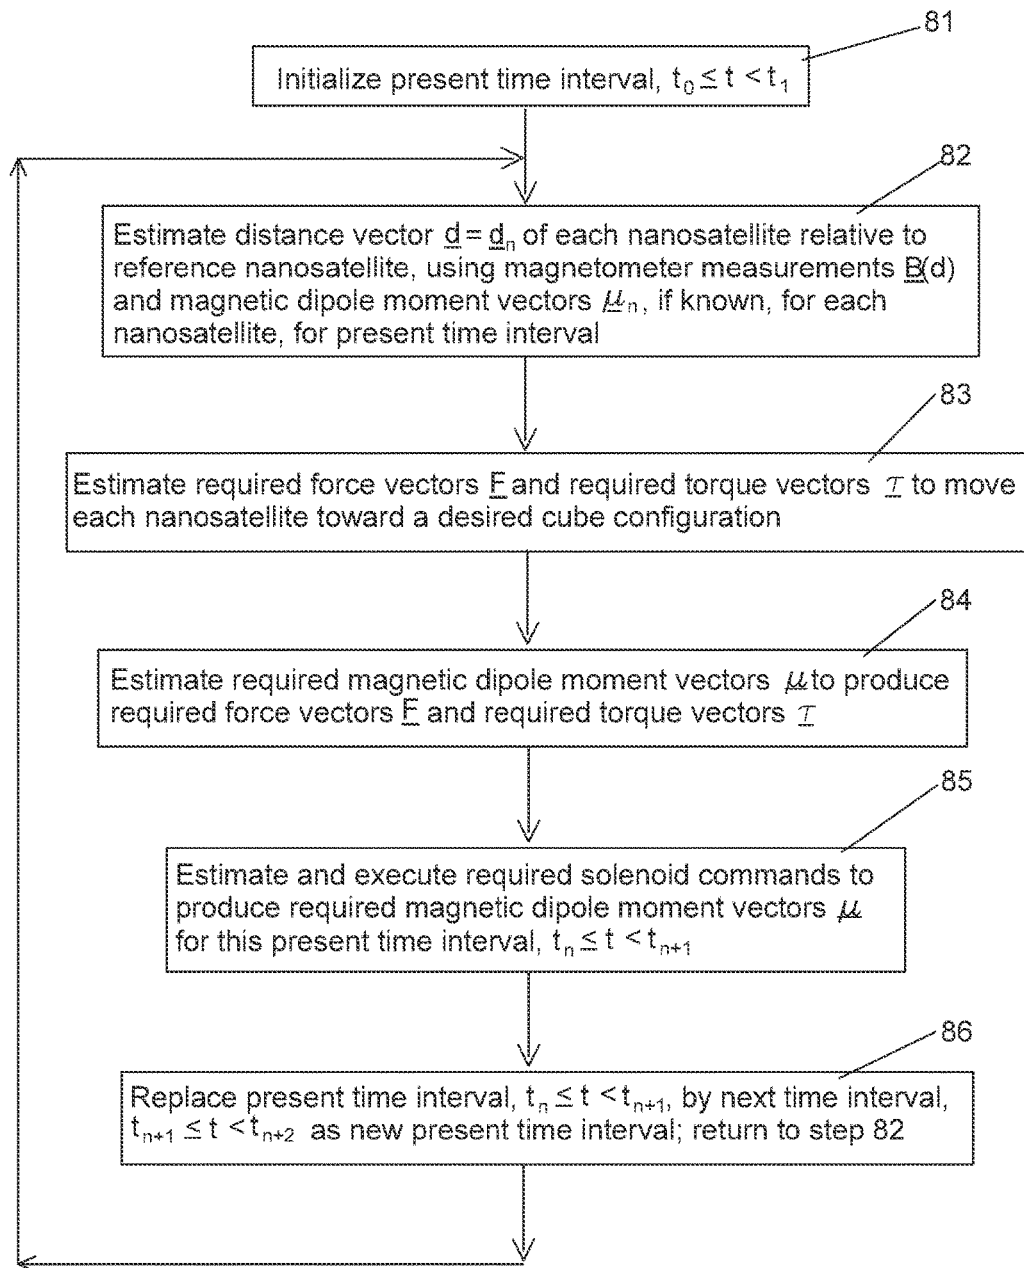 81
Initialize present time interval, t₀ ≤ t < t₁
82
Estimate distance vector d̲ = d̲ₙ of each nanosatellite relative to
reference nanosatellite, using magnetometer measurements B̲(d)
and magnetic dipole moment vectors μ̲ₙ, if known, for each
nanosatellite, for present time interval
83
Estimate required force vectors F̲ and required torque vectors τ̲ to move
each nanosatellite toward a desired cube configuration
84
Estimate required magnetic dipole moment vectors μ̲ to produce
required force vectors F̲ and required torque vectors τ̲
85
Estimate and execute required solenoid commands to
produce required magnetic dipole moment vectors μ̲
for this present time interval, tₙ ≤ t < tₙ₊₁
86
Replace present time interval, tₙ ≤ t < tₙ₊₁, by next time interval,
tₙ₊₁ ≤ t < tₙ₊₂ as new present time interval; return to step 82